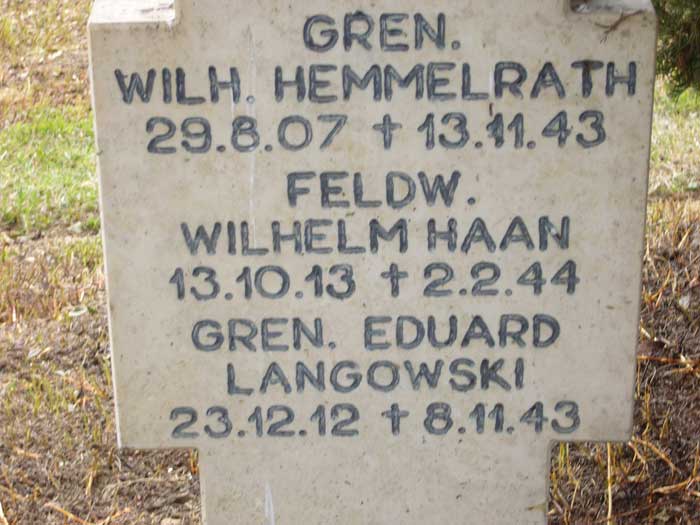 GREN.
WILH. HEMMELRATH
29.8.07 † 13.11.43
FELDW.
WILHELM HAAN
13.10.13 † 2.2.44
GREN. EDUARD
LANGOWSKI
23.12.12 † 8.11.43